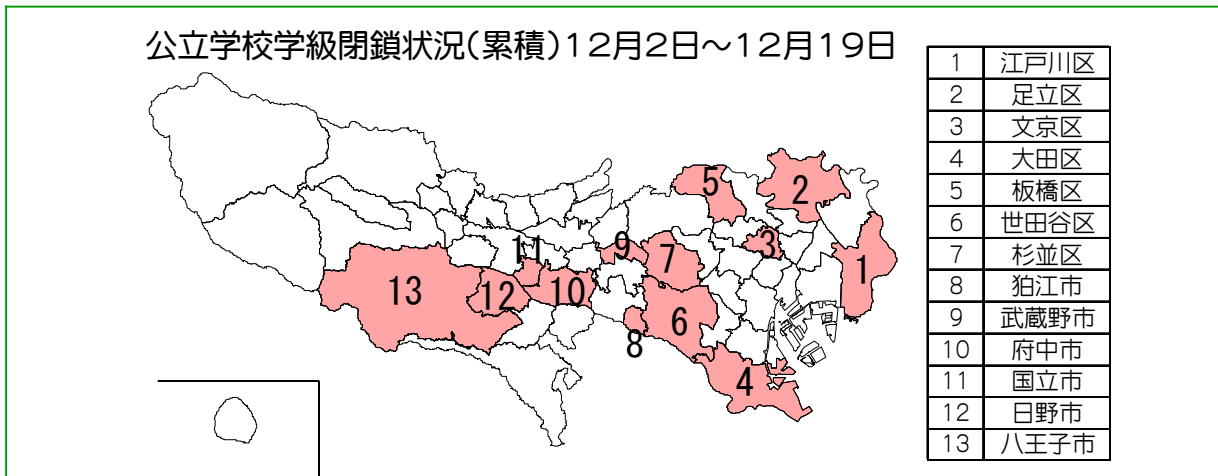 公立学校学級閉鎖状況(累積)12月2日～12月19日
1 江戸川区
2 足立区
3 文京区
4 大田区
5 板橋区
6 世田谷区
7 杉並区
8 狛江市
9 武蔵野市
10 府中市
11 国立市
12 日野市
13 八王子市
5
2
11
9
3
7
1
13
12
10
6
8
4